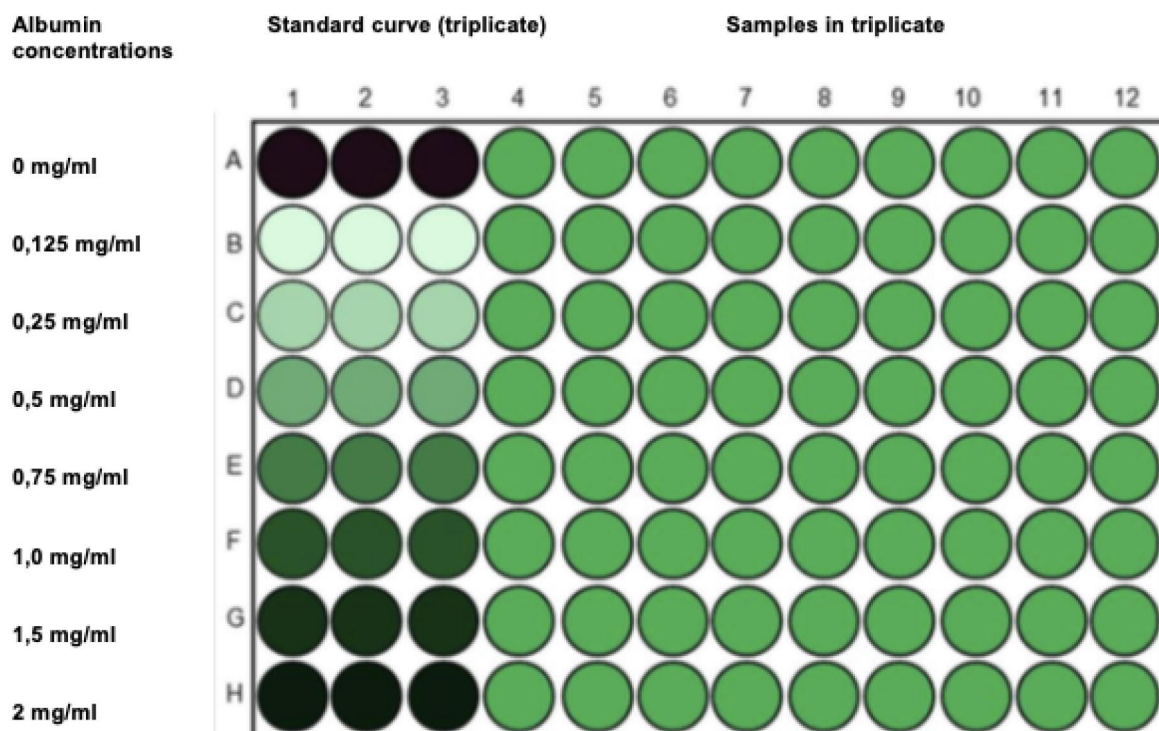 Albumin
concentrations
Standard curve (triplicate)
Samples in triplicate
1 2 3 4 5 6 7 8 9 10 11 12
0 mg/ml
A
0,125 mg/ml
B
0,25 mg/ml
C
0,5 mg/ml
D
0,75 mg/ml
E
1,0 mg/ml
F
1,5 mg/ml
G
2 mg/ml
H